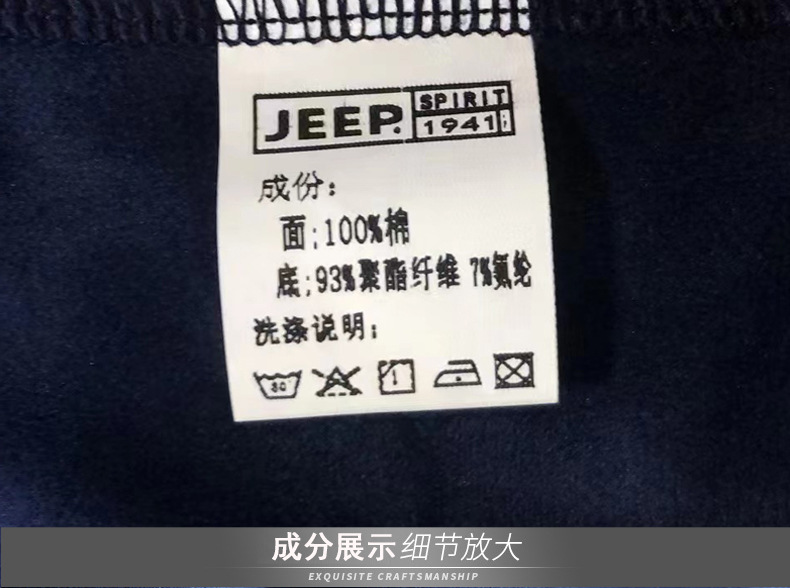 JEEP.
SPIRIT
1941
成份:
面:100%棉
底:93%聚酯纤维 7%氨纶
洗涤说明:
30°
成分展示 细节放大
EXQUISITE CRAFTSMANSHIP